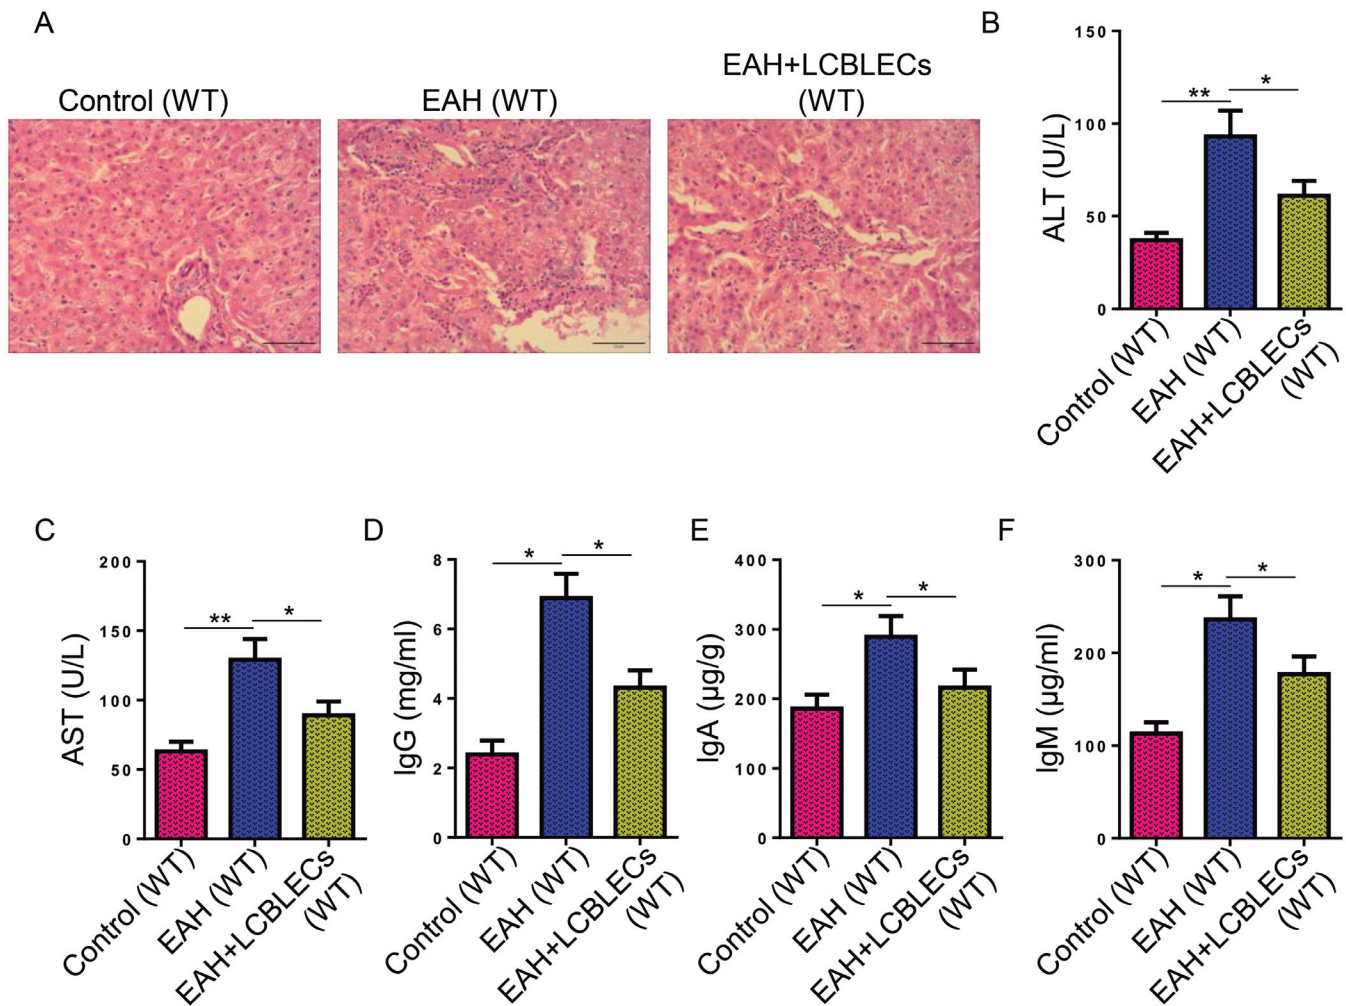 A
Control (WT)
EAH (WT)
EAH+LCBLECs
(WT)
B
ALT (U/L)
150
100
50
0
**
*
Control (WT)
EAH (WT)
EAH+LCBLECs
(WT)
C
AST (U/L)
200
150
100
50
0
**
*
Control (WT)
EAH (WT)
EAH+LCBLECs
(WT)
D
IgG (mg/ml)
8
6
4
2
0
*
*
Control (WT)
EAH (WT)
EAH+LCBLECs
(WT)
E
IgA (μg/g)
400
300
200
100
0
*
*
Control (WT)
EAH (WT)
EAH+LCBLECs
(WT)
F
IgM (μg/ml)
300
200
100
0
*
*
Control (WT)
EAH (WT)
EAH+LCBLECs
(WT)